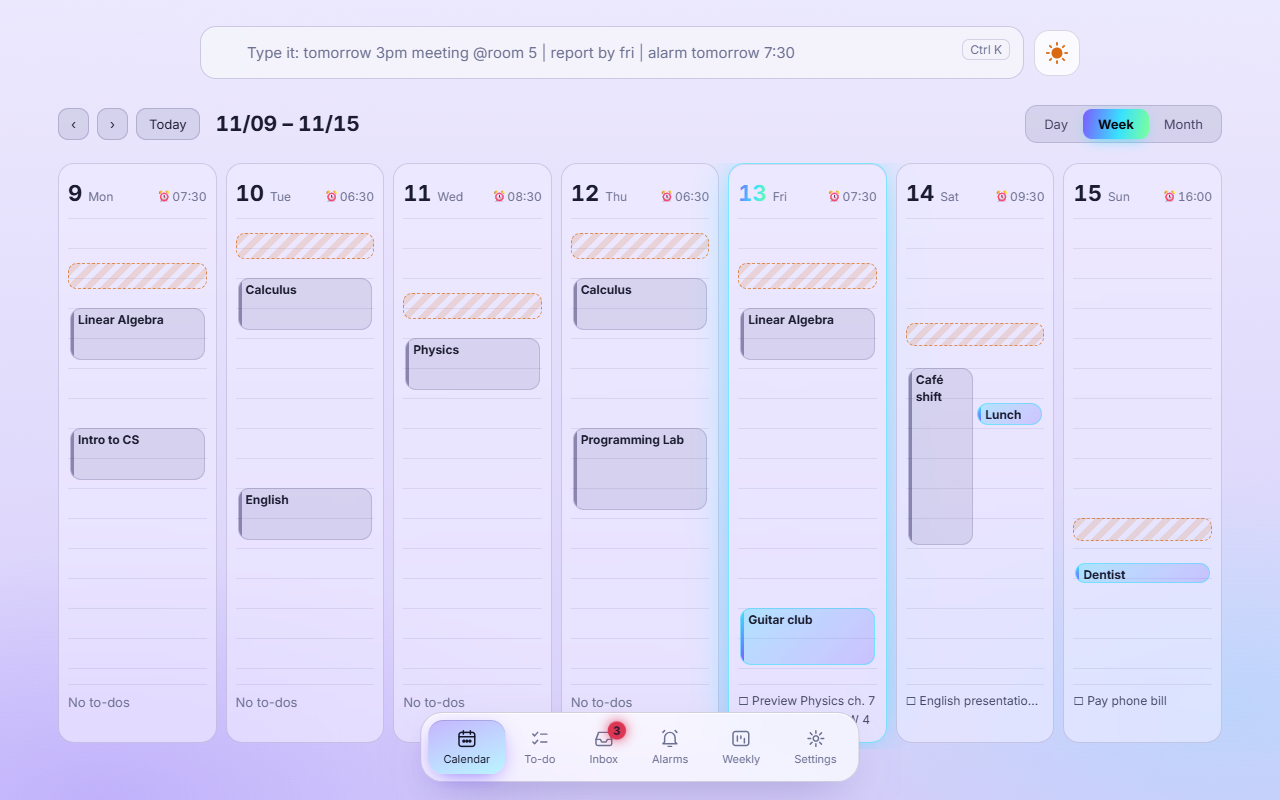 Type it: tomorrow 3pm meeting @room 5 | report by fri | alarm tomorrow 7:30
Ctrl K
‹
›
Today
11/09 – 11/15
Day
Week
Month
9 Mon
07:30
10 Tue
06:30
11 Wed
08:30
12 Thu
06:30
13 Fri
07:30
14 Sat
09:30
15 Sun
16:00
Linear Algebra
Intro to CS
No to-dos
Calculus
English
No to-dos
Physics
No to-dos
Calculus
Programming Lab
No to-dos
Linear Algebra
Guitar club
☐ Preview Physics ch. 7
4
Café
shift
Lunch
☐ English presentatio…
Dentist
☐ Pay phone bill
Calendar
To-do
3
Inbox
Alarms
Weekly
Settings